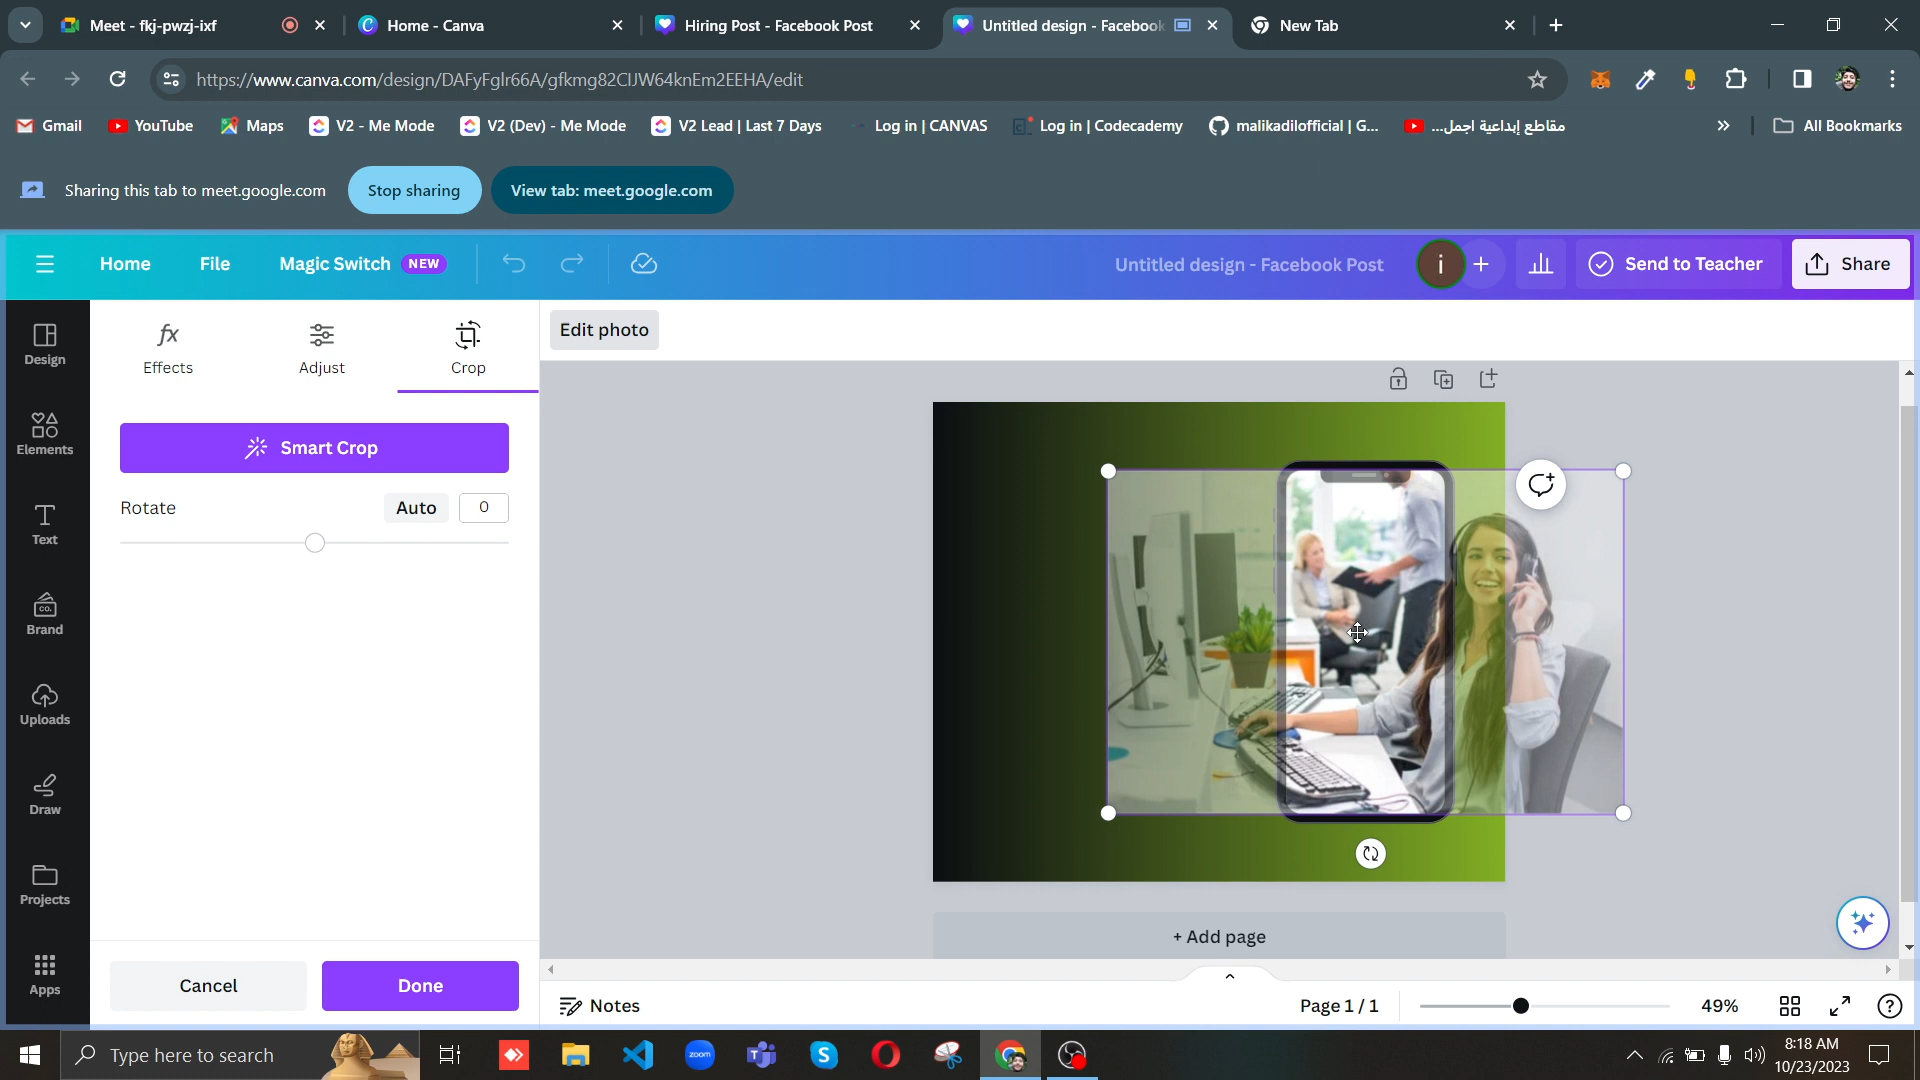 Meet - fkj-pwzj-ixf
Home - Canva
Hiring Post - Facebook Post
Untitled design - Facebook
New Tab
https://www.canva.com/design/DAFyFglr66A/gfkmg82ClJW64knEm2EEHA/edit
Gmail
YouTube
Maps
V2 - Me Mode
V2 (Dev) - Me Mode
V2 Lead | Last 7 Days
Log in | CANVAS
Log in | Codecademy
malikadilofficial | G...
مقاطع إبداعية اجمل...
All Bookmarks
Sharing this tab to meet.google.com
Stop sharing
View tab: meet.google.com
Home
File
Magic Switch NEW
Untitled design - Facebook Post
i
Send to Teacher
Share
Design
Elements
Text
Brand
Uploads
Draw
Projects
Apps
fx
Effects
Adjust
Crop
Edit photo
Smart Crop
Rotate
Auto
0
Cancel
Done
+ Add page
Notes
Page 1 / 1
49%
Type here to search
zoom
8:18 AM
10/23/2023